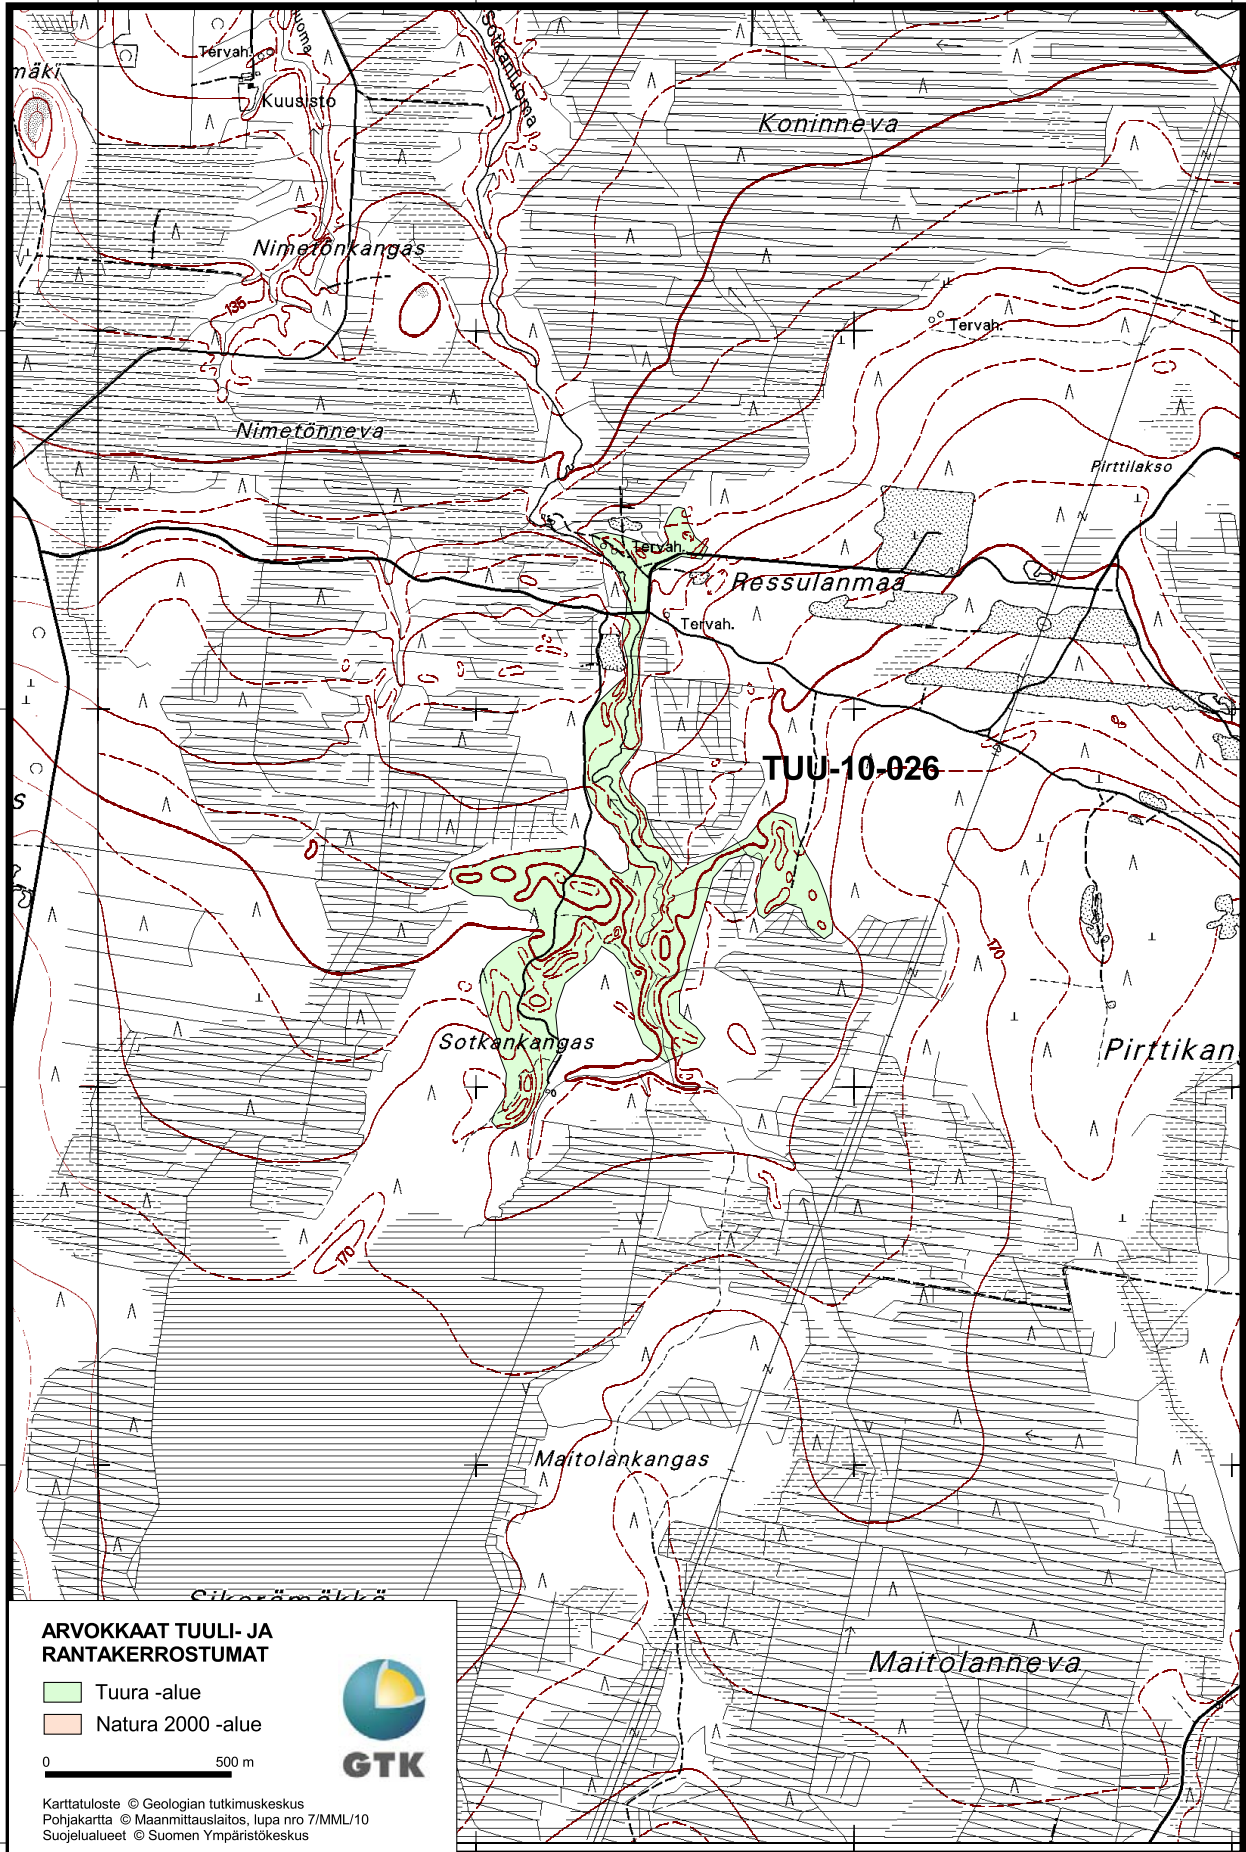 Tervah.
Kuusisto
mäki
Sotkanluoma
Koninneva
Nimetönkangas
135
Tervah.
Nimetönneva
Pirttilakso
Tervah.
Ressulanmaa
Tervah.
TUU-10-026
S
170
Sotkankangas
Pirttikan
170
Maitolankangas
Sikarämäkkä
Maitolanneva
ARVOKKAAT TUULI- JA
RANTAKERROSTUMAT
Tuura -alue
Natura 2000 -alue
0 500 m
GTK
Karttatuloste © Geologian tutkimuskeskus
Pohjakartta © Maanmittauslaitos, lupa nro 7/MML/10
Suojelualueet © Suomen Ympäristökeskus